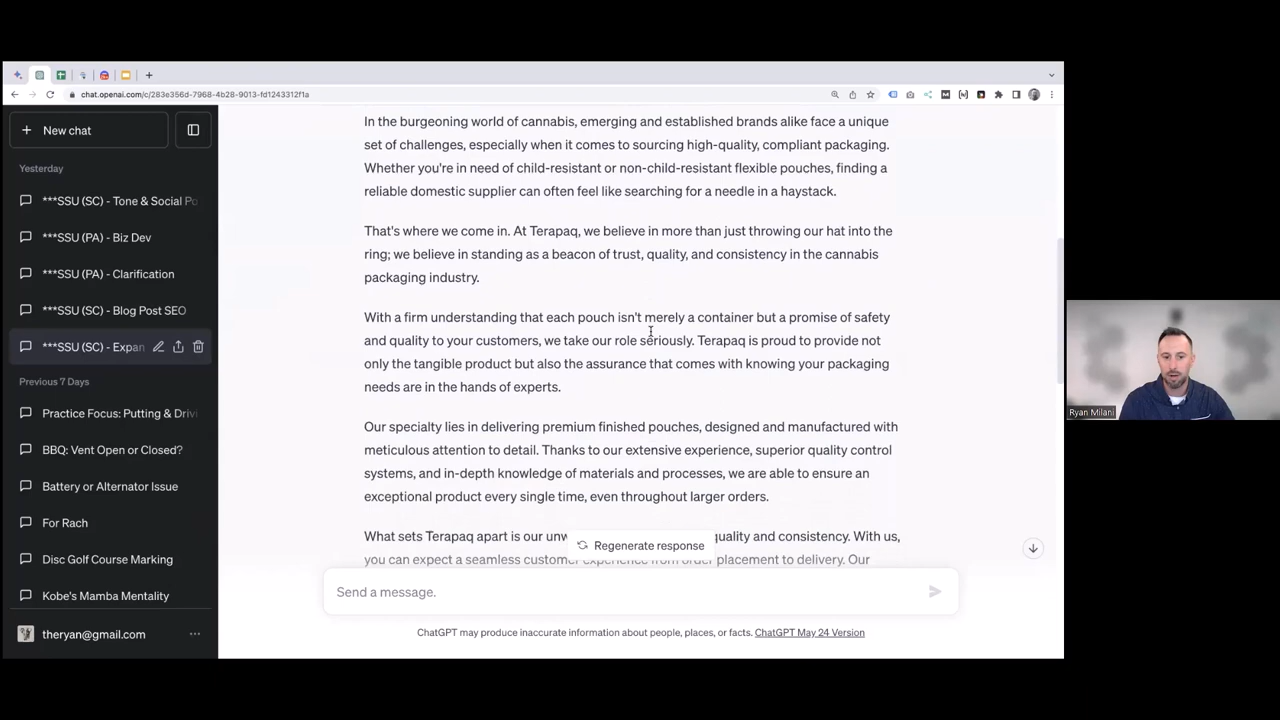 chat.openai.com/c/283e356d-7968-4b28-9013-fd1243312f1a
New chat
Yesterday
***SSU (SC) - Tone & Social Po
***SSU (PA) - Biz Dev
***SSU (PA) - Clarification
***SSU (SC) - Blog Post SEO
***SSU (SC) - Expan
Previous 7 Days
Practice Focus: Putting & Drivi
BBQ: Vent Open or Closed?
Battery or Alternator Issue
For Rach
Disc Golf Course Marking
Kobe's Mamba Mentality
theryan@gmail.com
In the burgeoning world of cannabis, emerging and established brands alike face a unique
set of challenges, especially when it comes to sourcing high-quality, compliant packaging.
Whether you're in need of child-resistant or non-child-resistant flexible pouches, finding a
reliable domestic supplier can often feel like searching for a needle in a haystack.
That's where we come in. At Terapaq, we believe in more than just throwing our hat into the
ring; we believe in standing as a beacon of trust, quality, and consistency in the cannabis
packaging industry.
With a firm understanding that each pouch isn't merely a container but a promise of safety
and quality to your customers, we take our role seriously. Terapaq is proud to provide not
only the tangible product but also the assurance that comes with knowing your packaging
needs are in the hands of experts.
Our specialty lies in delivering premium finished pouches, designed and manufactured with
meticulous attention to detail. Thanks to our extensive experience, superior quality control
systems, and in-depth knowledge of materials and processes, we are able to ensure an
exceptional product every single time, even throughout larger orders.
What sets Terapaq apart is our unw quality and consistency. With us,
you can expect a seamless customer experience from order placement to delivery. Our
Regenerate response
Send a message.
ChatGPT may produce inaccurate information about people, places, or facts. ChatGPT May 24 Version
Ryan Milani